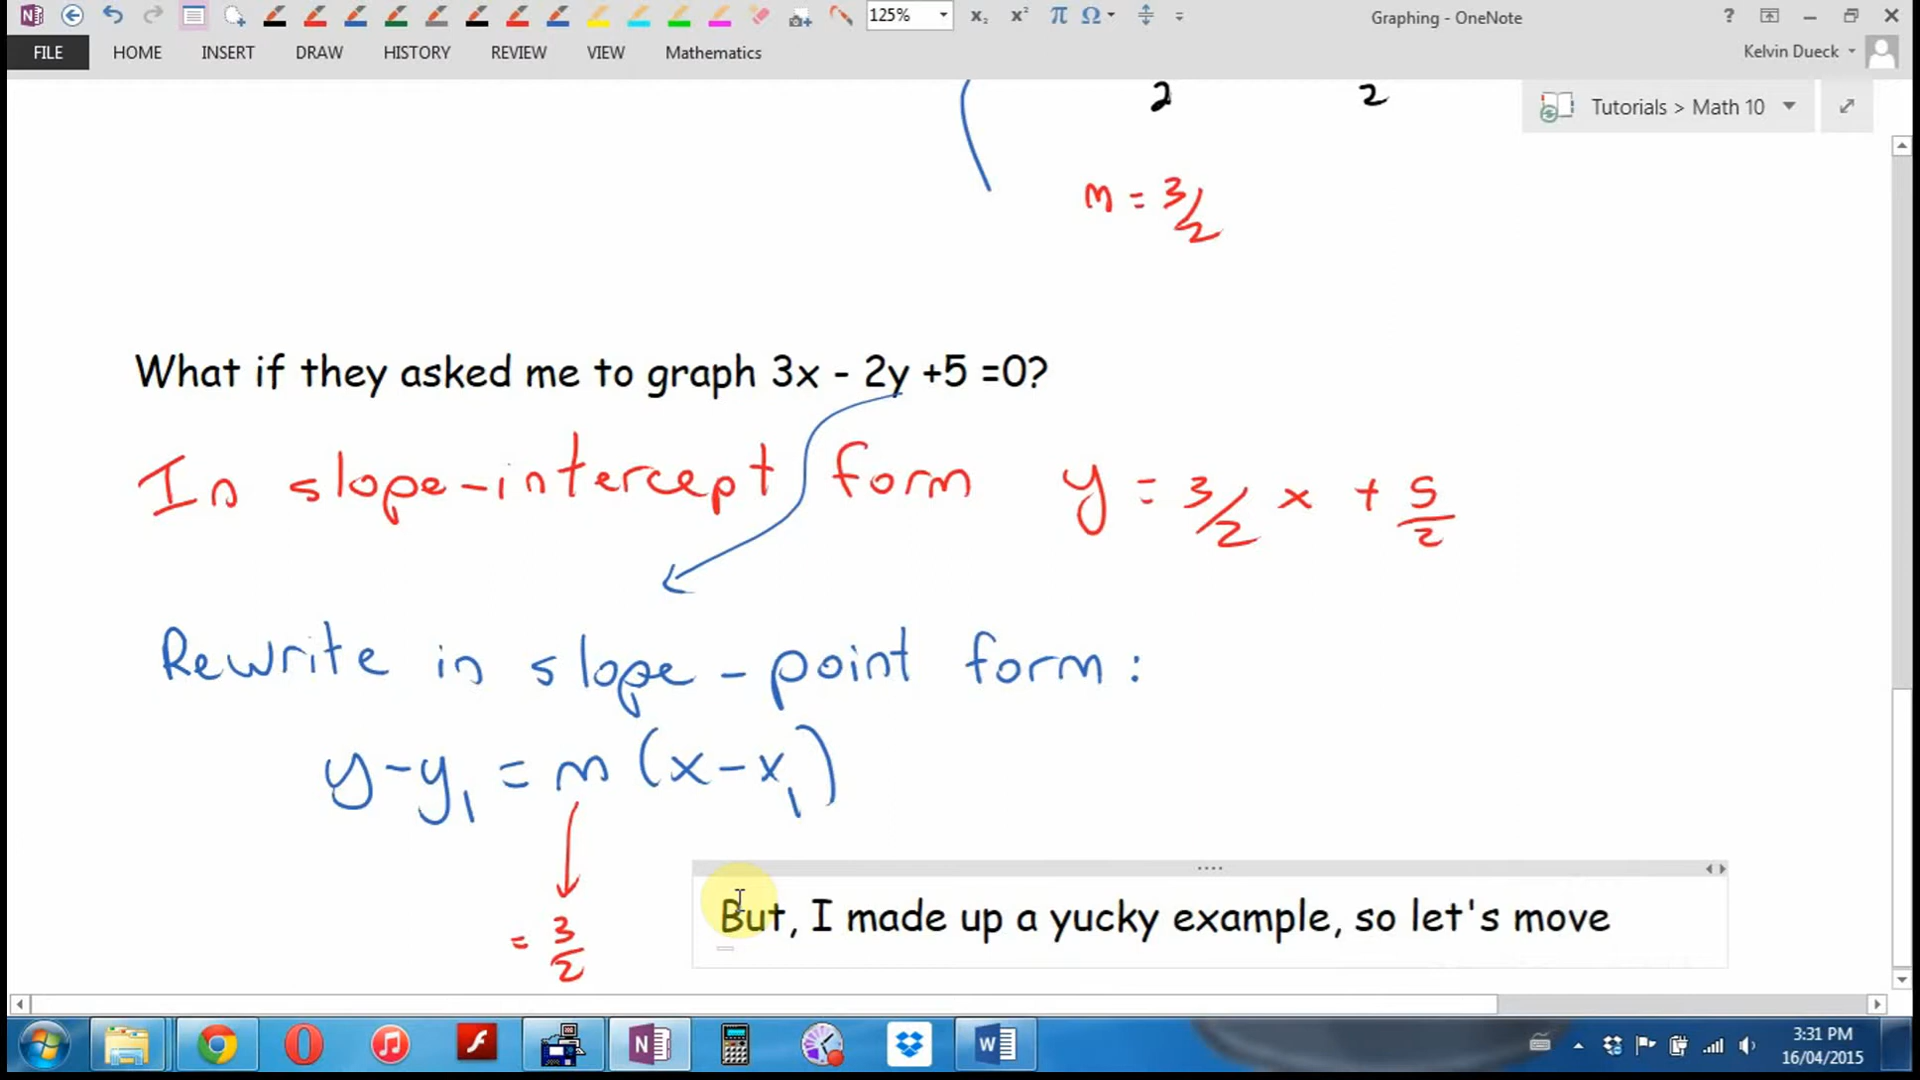 125% x₂ x² π Ω Graphing - OneNote ?
FILE HOME INSERT DRAW HISTORY REVIEW VIEW Mathematics Kelvin Dueck
2 2
Tutorials > Math 10
m = 3/2
What if they asked me to graph 3x - 2y +5 =0?
In slope-intercept form y = 3/2 x + 5/2
Rewrite in slope-point form:
y-y₁ = m (x-x₁)
= 3/2
But, I made up a yucky example, so let's move
3:31 PM
16/04/2015